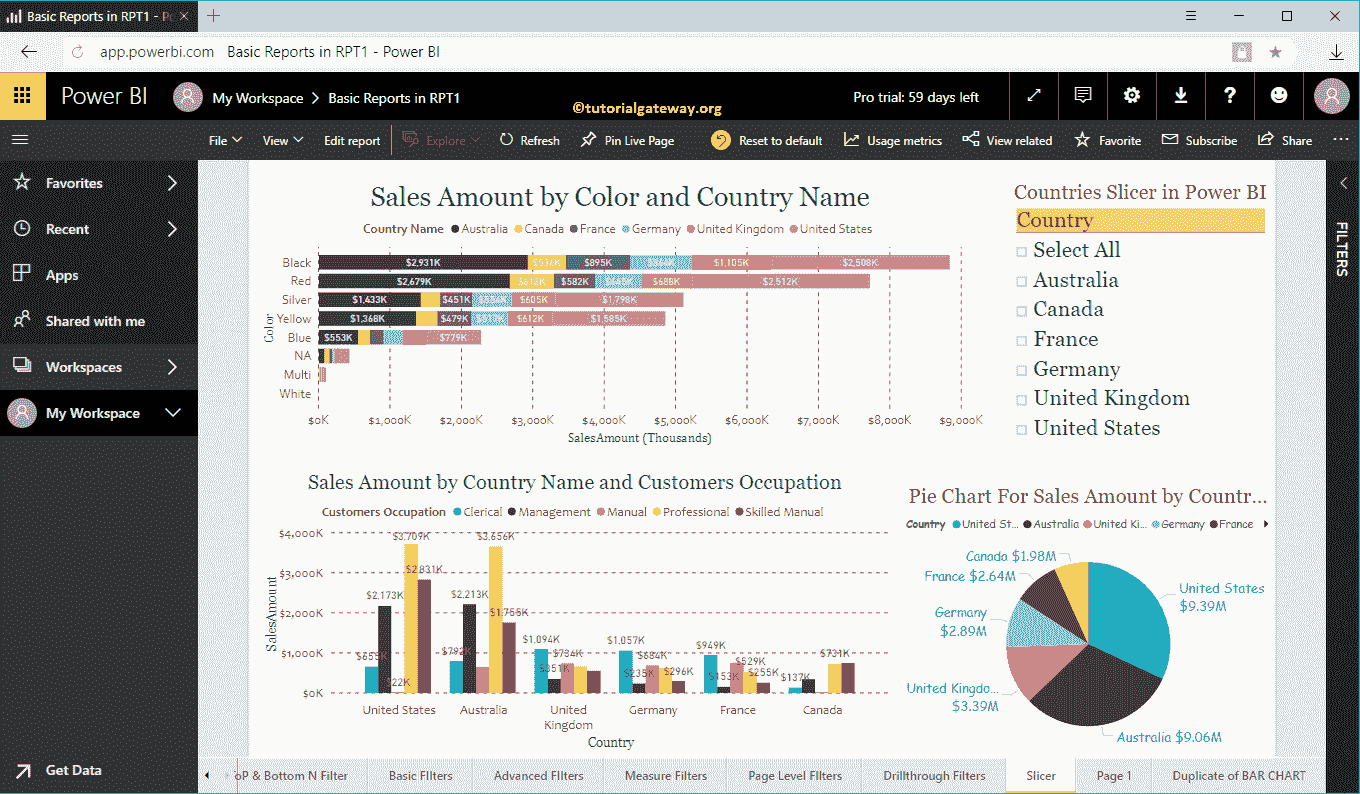 Basic Reports in RPT1 - Po
app.powerbi.com Basic Reports in RPT1 - Power BI
Power BI My Workspace > Basic Reports in RPT1 ©tutorialgateway.org Pro trial: 59 days left
File View Edit report Explore Refresh Pin Live Page Reset to default Usage metrics View related Favorite Subscribe Share ...
Favorites
Recent
Apps
Shared with me
Workspaces
My Workspace
Get Data
Sales Amount by Color and Country Name
Country Name Australia Canada France Germany United Kingdom United States
Color
Black $2,931K $895K $1,105K $2,508K
Red $2,679K $582K $688K $2,512K
Silver $1,433K $451K $605K $1,798K
Yellow $1,368K $479K $612K $1,585K
Blue $553K $779K
NA
Multi
White
$0K $1,000K $2,000K $3,000K $4,000K $5,000K $6,000K $7,000K $8,000K $9,000K
SalesAmount (Thousands)
Countries Slicer in Power BI
Country
Select All
Australia
Canada
France
Germany
United Kingdom
United States
FILTERS
Sales Amount by Country Name and Customers Occupation
Customers Occupation Clerical Management Manual Professional Skilled Manual
SalesAmount
$4,000K
$3,000K
$2,000K
$1,000K
$0K
$2,173K $22K $3,709K $2,831K
$792K $2,213K $3,656K
$1,094K $351K $734K
$1,057K $235K $684K $296K
$949K $153K $529K $255K
$137K $731K
United States Australia United Kingdom Germany France Canada
Country
Pie Chart For Sales Amount by Countr...
Country United St... Australia United Ki... Germany France
Canada $1.98M
France $2.64M
Germany
$2.89M
United Kingdo...
$3.39M
United States
$9.39M
Australia $9.06M
oP & Bottom N Filter Basic FIlters Advanced FIlters Measure Filters Page Level FIlters Drillthrough Filters Slicer Page 1 Duplicate of BAR CHART